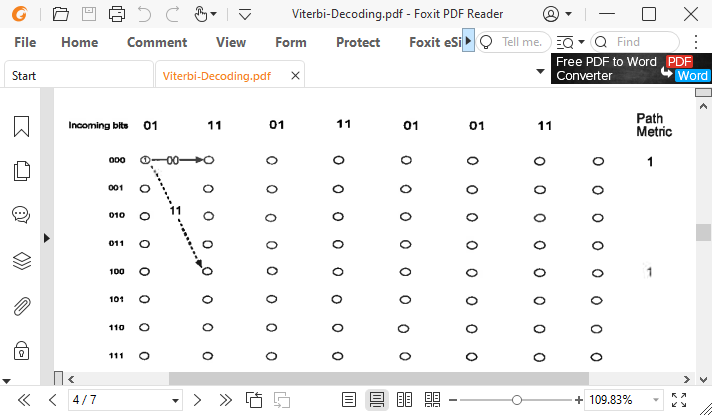 Viterbi-Decoding.pdf - Foxit PDF Reader
File Home Comment View Form Protect Foxit eSi Tell me. Find
Start Viterbi-Decoding.pdf
Free PDF to Word PDF
Converter Word
Incoming bits 01 11 01 11 01 01 11 Path
Metric
000 1 00 1
001
010 11
011
100 1
101
110
111
4 / 7 109.83%